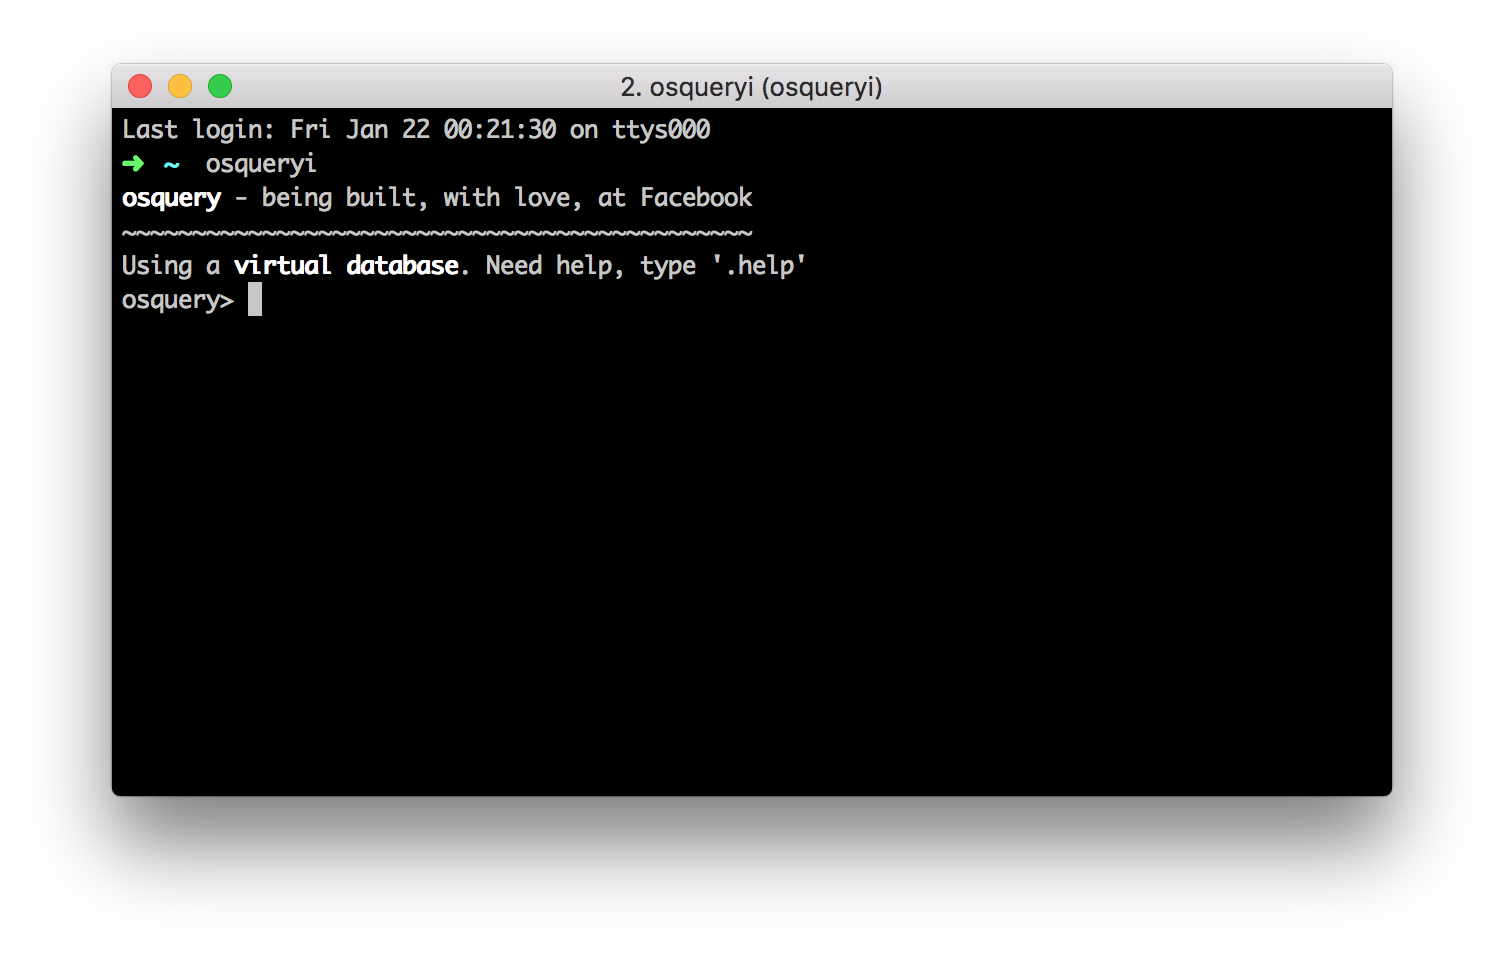 2. osqueryi (osqueryi)
Last login: Fri Jan 22 00:21:30 on ttys000
➜ ~ osqueryi
osquery - being built, with love, at Facebook
~~~~~~~~~~~~~~~~~~~~~~~~~~~~~~~~~~~~~~~~~~~~~
Using a virtual database. Need help, type '.help'
osquery>